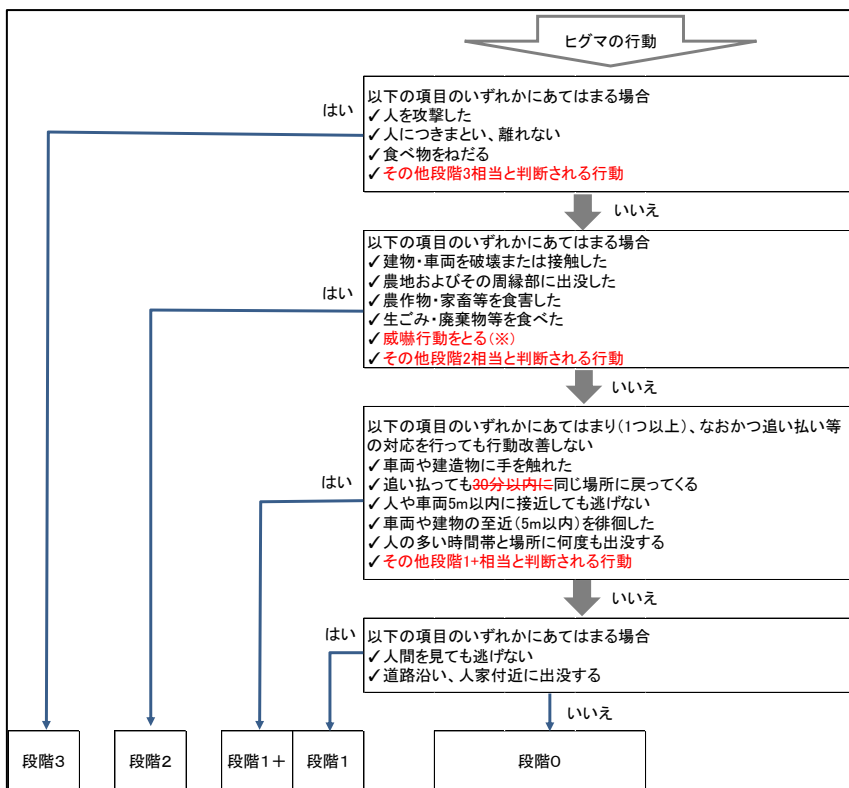 ヒグマの行動
以下の項目のいずれかにあてはまる場合
✓人を攻撃した
✓人につきまとい、離れない
✓食べ物をねだる
✓その他段階3相当と判断される行動
はい
いいえ
以下の項目のいずれかにあてはまる場合
✓建物・車両を破壊または接触した
✓農地およびその周縁部に出没した
✓農作物・家畜等を食害した
✓生ごみ・廃棄物等を食べた
✓威嚇行動をとる(※)
✓その他段階2相当と判断される行動
はい
いいえ
以下の項目のいずれかにあてはまり(1つ以上)、なおかつ追い払い等
の対応を行っても行動改善しない
✓車両や建造物に手を触れた
✓追い払っても30分以内に同じ場所に戻ってくる
✓人や車両5m以内に接近しても逃げない
✓車両や建物の至近(5m以内)を徘徊した
✓人の多い時間帯と場所に何度も出没する
✓その他段階1+相当と判断される行動
はい
いいえ
以下の項目のいずれかにあてはまる場合
✓人間を見ても逃げない
✓道路沿い、人家付近に出没する
はい
いいえ
段階3
段階2
段階1+
段階1
段階0